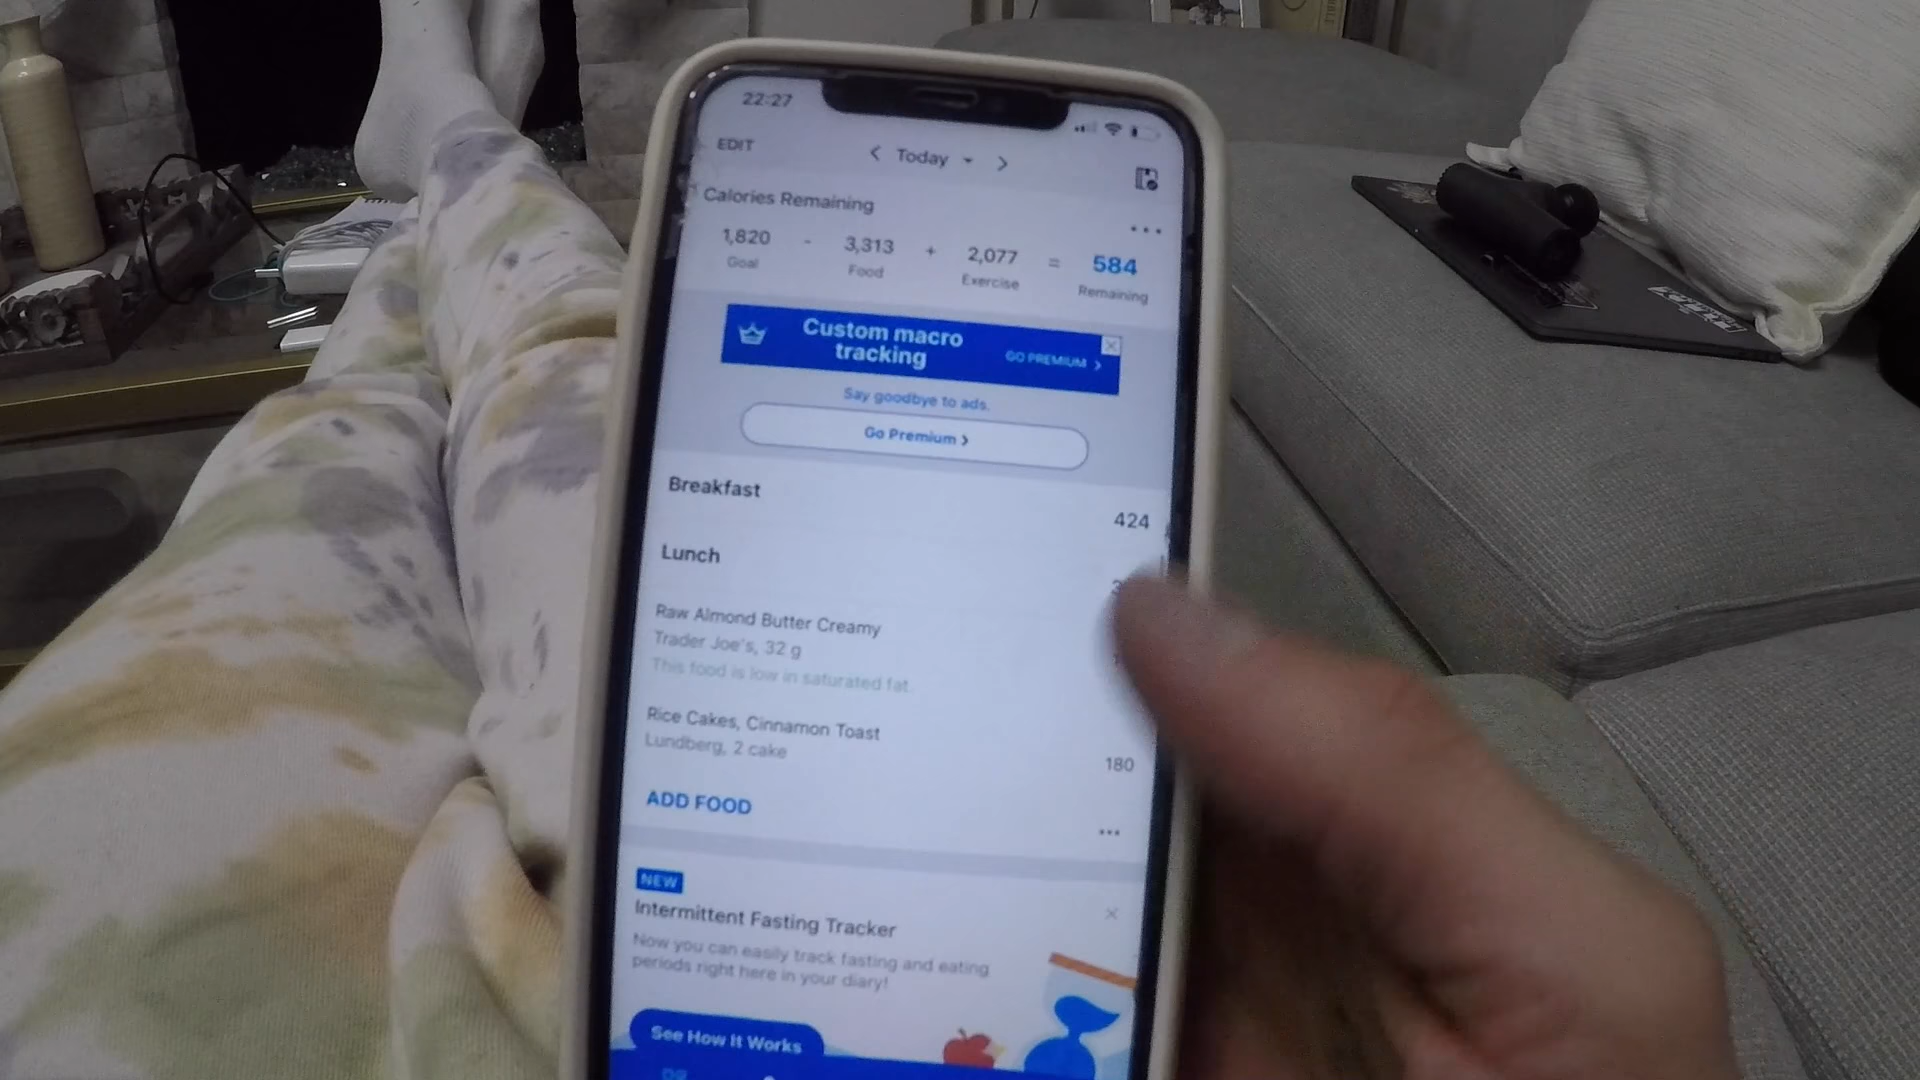 22:27
EDIT
Today
Calories Remaining
1,820 - 3,313 + 2,077 = 584
Goal Food Exercise Remaining
Custom macro
tracking
GO PREMIUM
Say goodbye to ads.
Go Premium
Breakfast
424
Lunch
Raw Almond Butter Creamy
Trader Joe's, 32 g
This food is low in saturated fat.
Rice Cakes, Cinnamon Toast
Lundberg, 2 cake
180
ADD FOOD
NEW
Intermittent Fasting Tracker
Now you can easily track fasting and eating
periods right here in your diary!
See How It Works